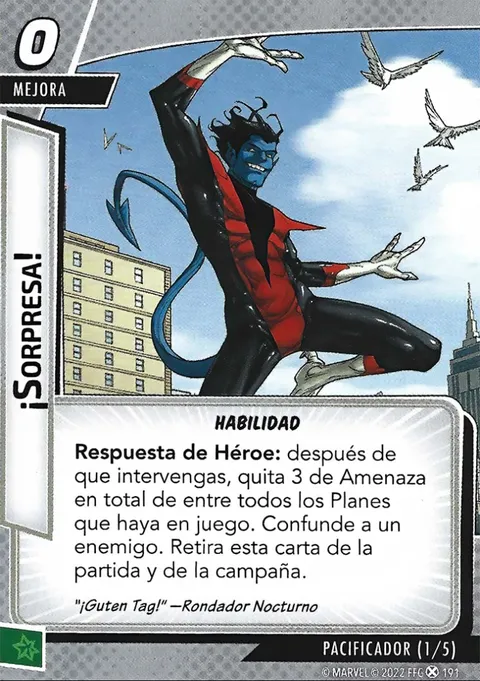 0
MEJORA
¡SORPRESA!
HABILIDAD
Respuesta de Héroe: después de
que intervengas, quita 3 de Amenaza
en total de entre todos los Planes
que haya en juego. Confunde a un
enemigo. Retira esta carta de la
partida y de la campaña.
"¡Guten Tag!" —Rondador Nocturno
PACIFICADOR (1/5)
© MARVEL © 2022 FFG 191